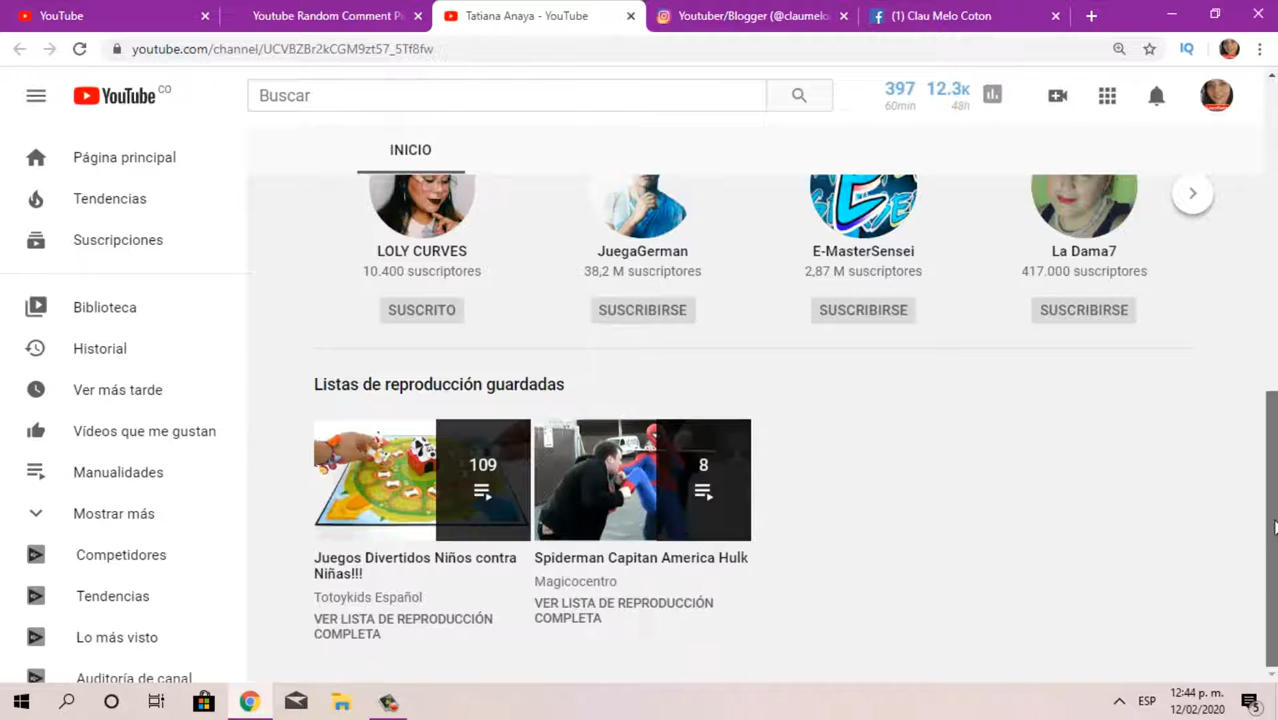 YouTube
Youtube Random Comment P
Tatiana Anaya - YouTube
Youtuber/Blogger (@claumelo
(1) Clau Melo Coton
youtube.com/channel/UCVBZBr2kCGM9zt57_5Tf8fw
IQ
YouTube CO
Buscar
397 12.3K
60min 48h
Página principal
Tendencias
Suscripciones
Biblioteca
Historial
Ver más tarde
Vídeos que me gustan
Manualidades
Mostrar más
Competidores
Tendencias
Lo más visto
Auditoría de canal
INICIO
LOLY CURVES
10.400 suscriptores
SUSCRITO
JuegaGerman
38,2 M suscriptores
SUSCRIBIRSE
E-MasterSensei
2,87 M suscriptores
SUSCRIBIRSE
La Dama7
417.000 suscriptores
SUSCRIBIRSE
Listas de reproducción guardadas
109
Juegos Divertidos Niños contra
Niñas!!!
Totoykids Español
VER LISTA DE REPRODUCCIÓN
COMPLETA
8
Spiderman Capitan America Hulk
Magicocentro
VER LISTA DE REPRODUCCIÓN
COMPLETA
ESP
12:44 p. m.
12/02/2020
5